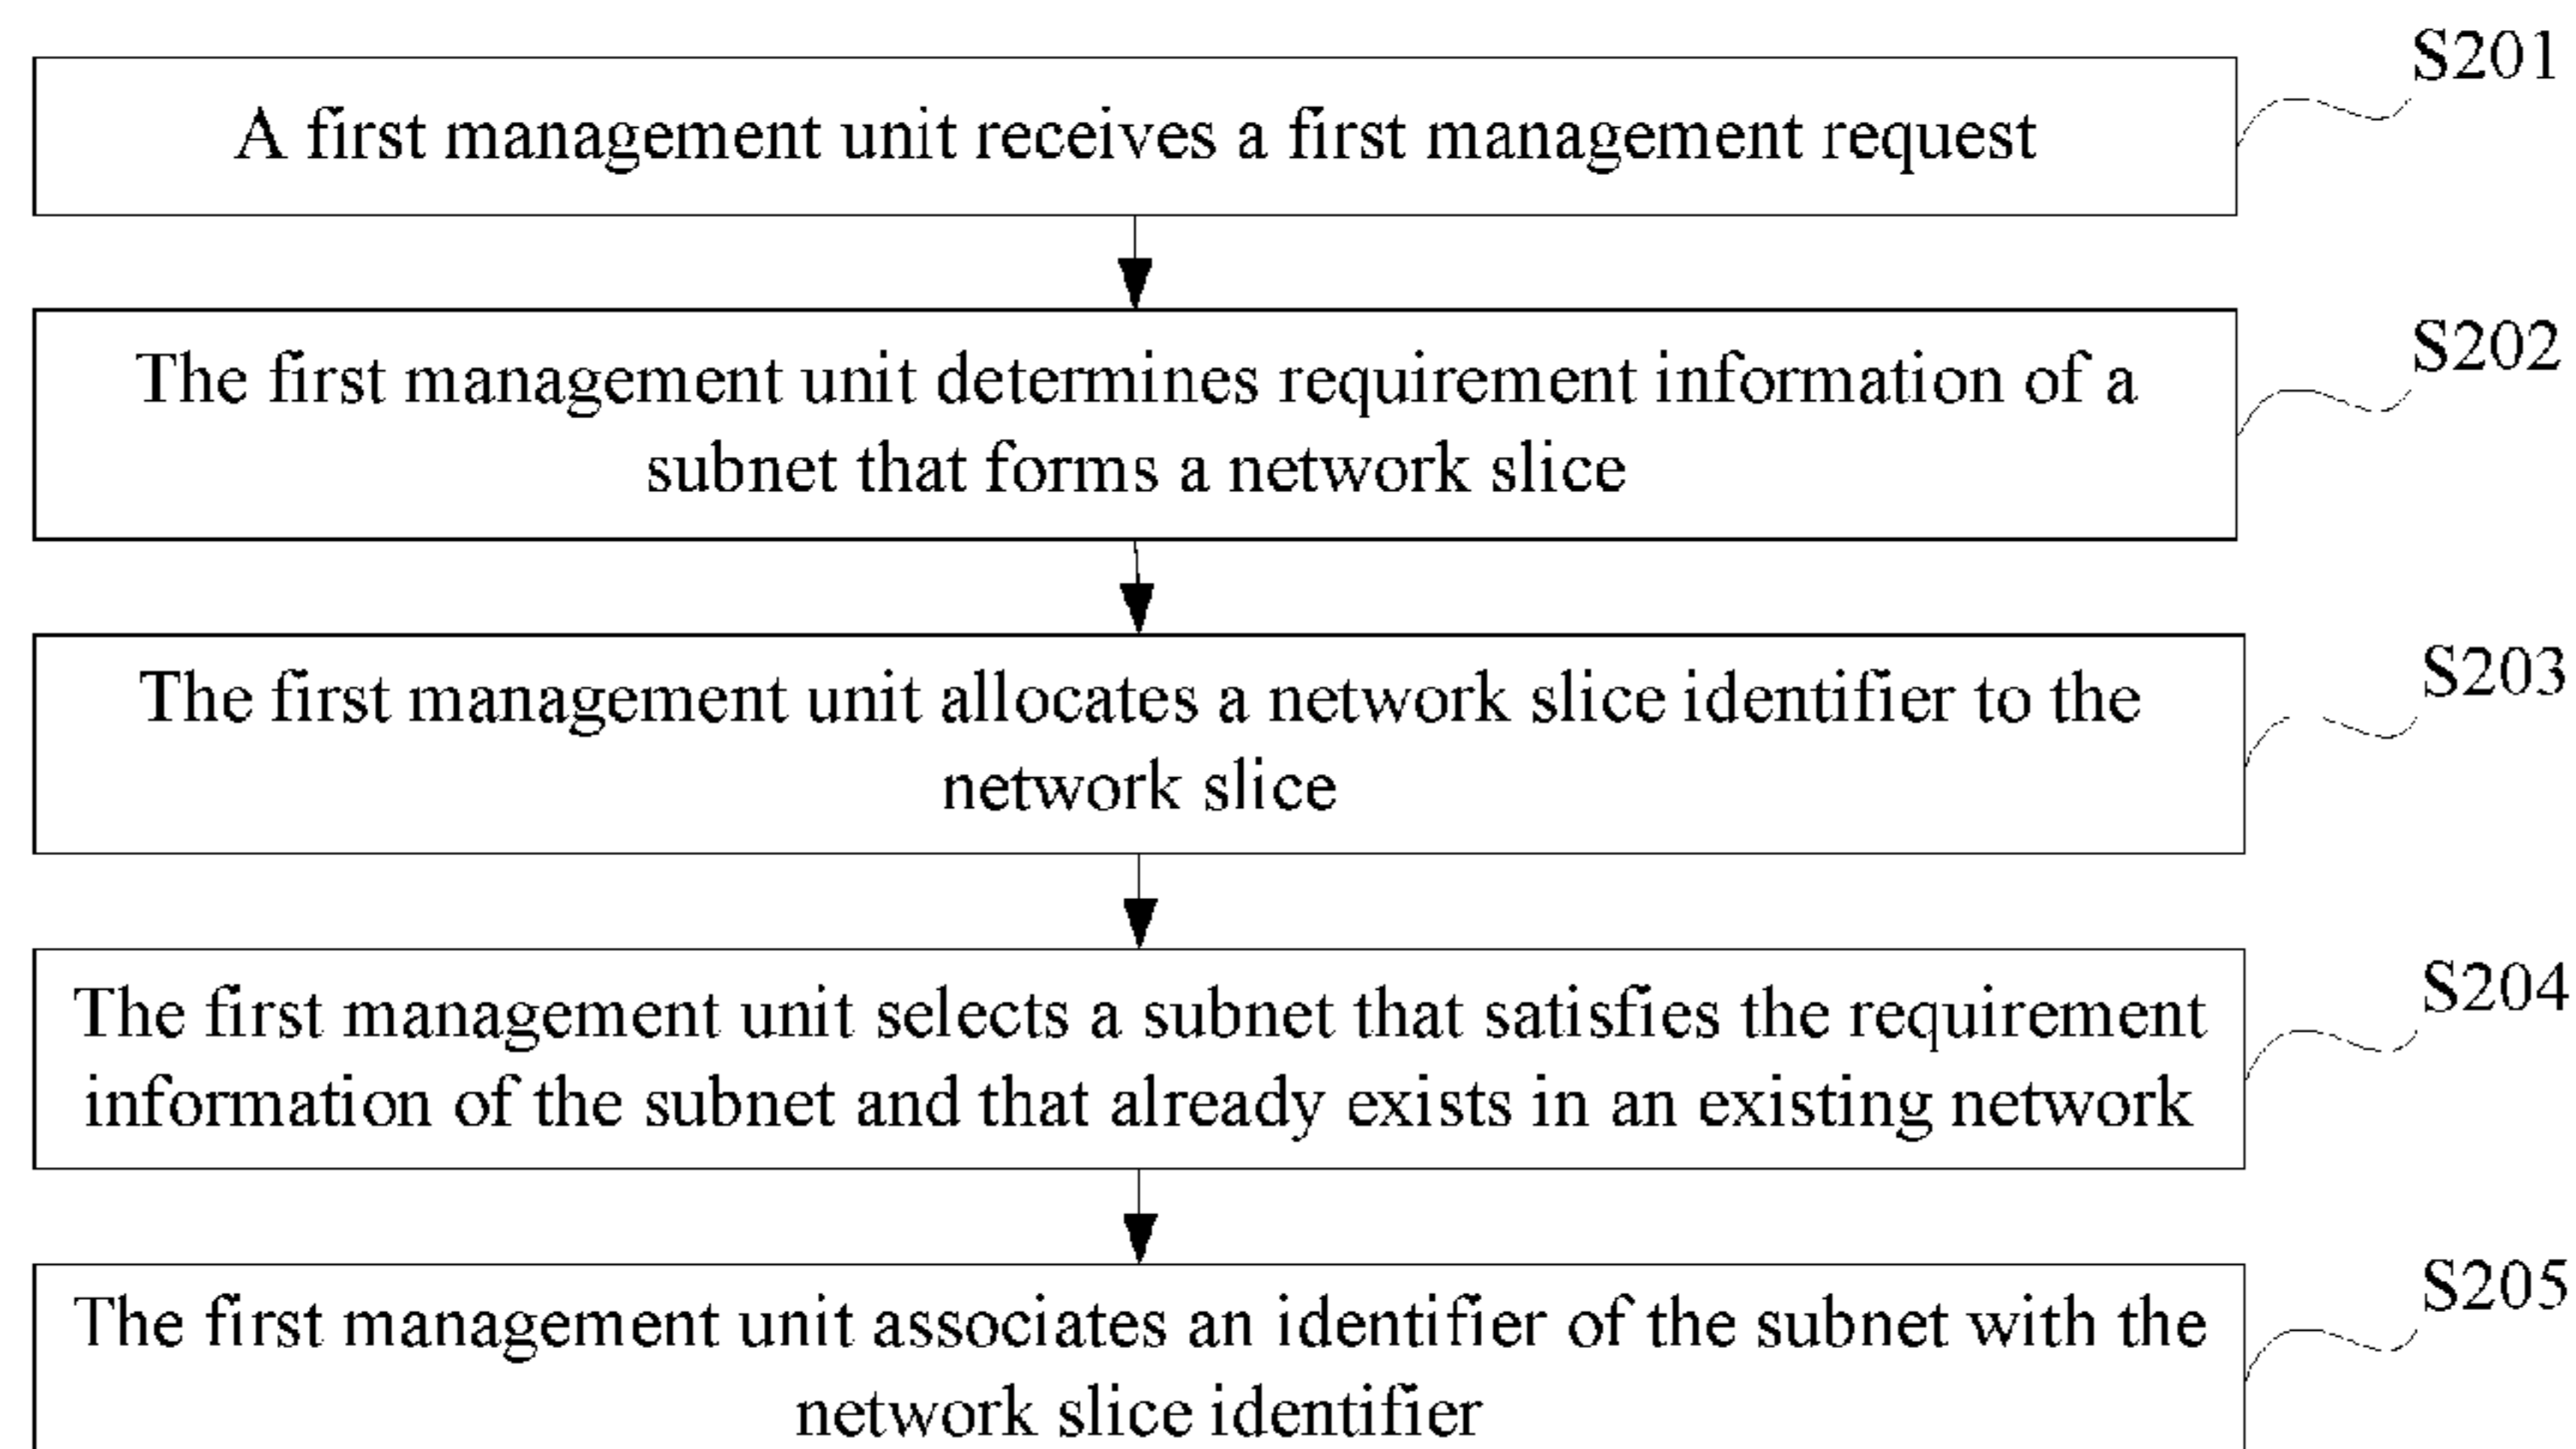 S201
A first management unit receives a first management request
S202
The first management unit determines requirement information of a
subnet that forms a network slice
S203
The first management unit allocates a network slice identifier to the
network slice
S204
The first management unit selects a subnet that satisfies the requirement
information of the subnet and that already exists in an existing network
S205
The first management unit associates an identifier of the subnet with the
network slice identifier